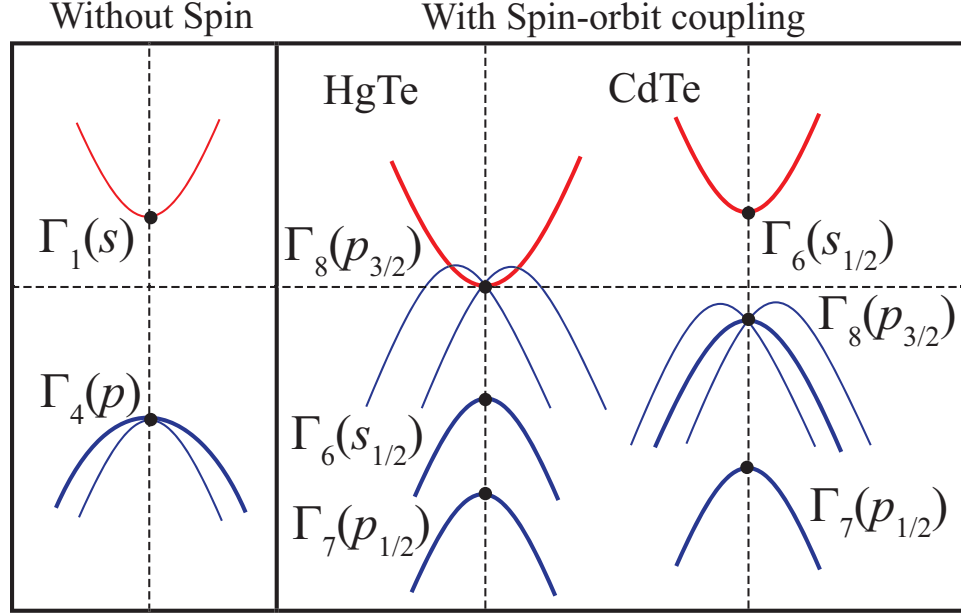 Without Spin
With Spin-orbit coupling
HgTe
CdTe
Γ₁(s)
Γ₄(p)
Γ₈(p₃/₂)
Γ₆(s₁/₂)
Γ₇(p₁/₂)
Γ₆(s₁/₂)
Γ₈(p₃/₂)
Γ₇(p₁/₂)